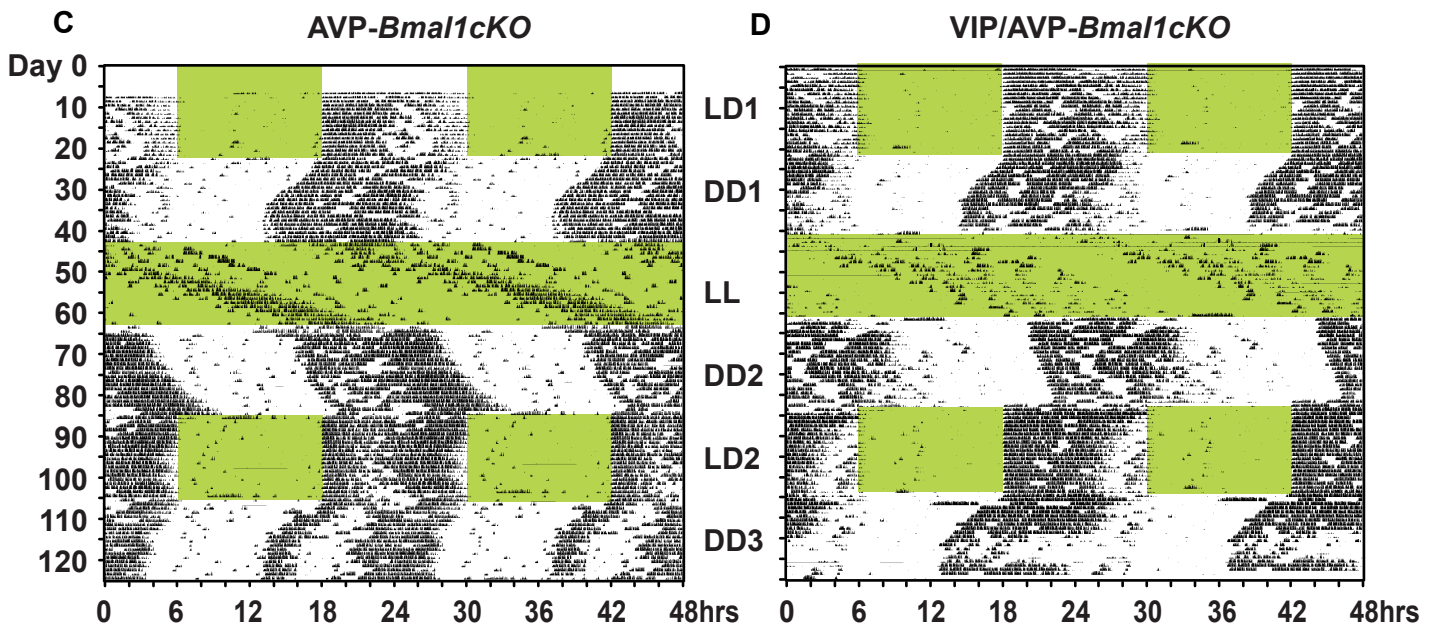 C AVP-Bmal1cKO
D VIP/AVP-Bmal1cKO
Day 0
10
20
30
40
50
60
70
80
90
100
110
120
LD1
DD1
LL
DD2
LD2
DD3
0 6 12 18 24 30 36 42 48hrs
0 6 12 18 24 30 36 42 48hrs